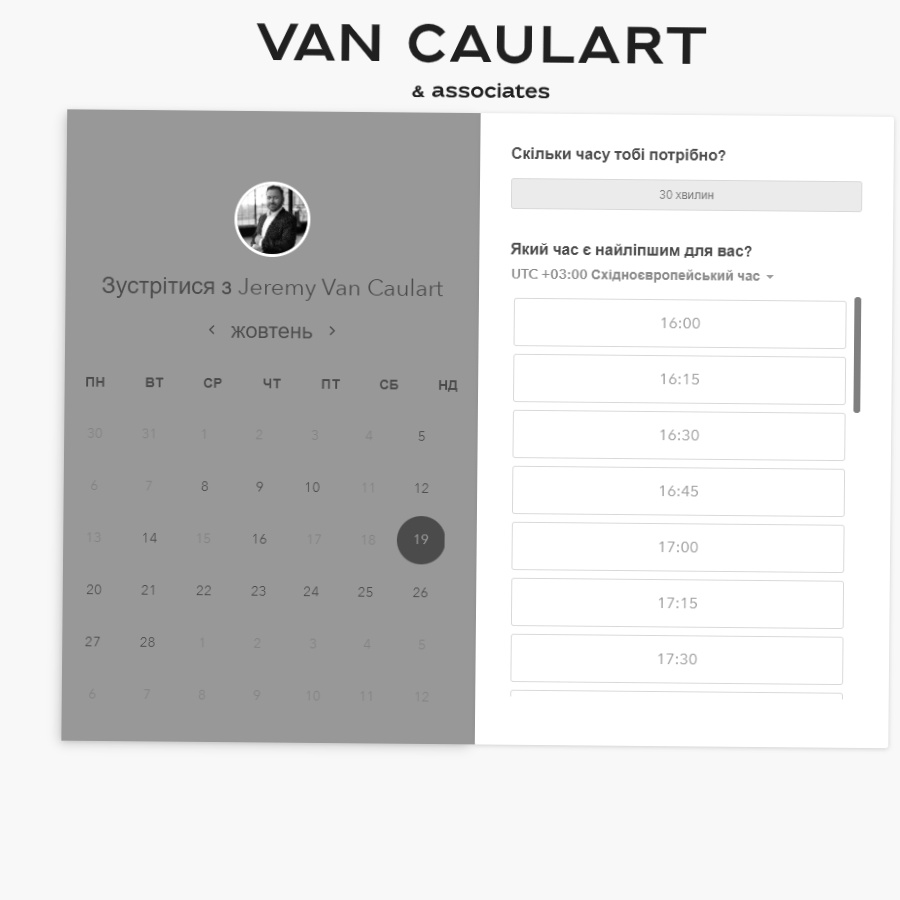 VAN CAULART
& associates
Зустрітися з Jeremy Van Caulart
‹ жовтень ›
ПН ВТ СР ЧТ ПТ СБ НД
30 31 1 2 3 4 5
6 7 8 9 10 11 12
13 14 15 16 17 18 19
20 21 22 23 24 25 26
27 28 1 2 3 4 5
6 7 8 9 10 11 12
Скільки часу тобі потрібно?
30 хвилин
Який час є найліпшим для вас?
UTC +03:00 Східноєвропейський час
16:00
16:15
16:30
16:45
17:00
17:15
17:30